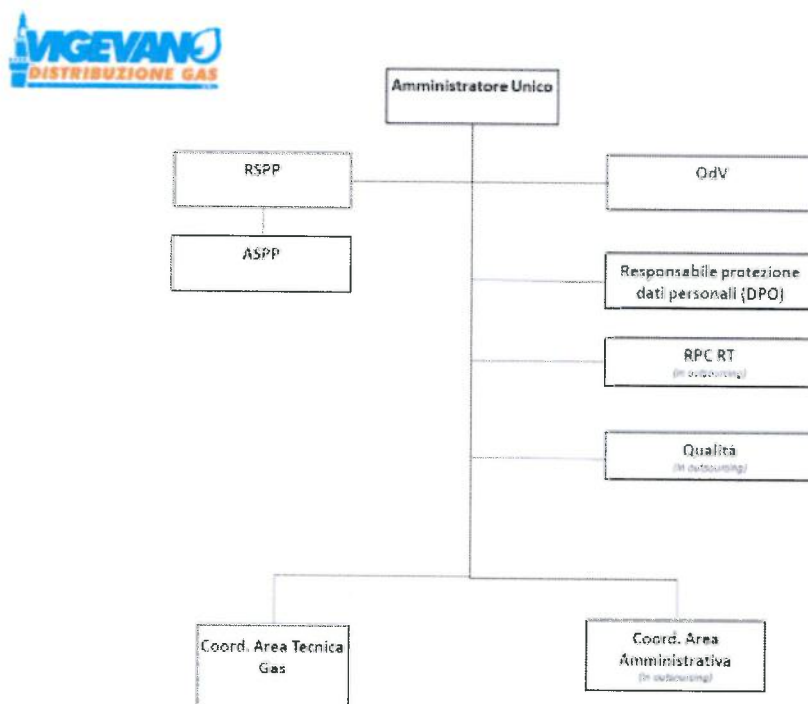 VIGEVANO
DISTRIBUZIONE GAS
Amministratore Unico
RSPP
OdV
ASPP
Responsabile protezione
dati personali (DPO)
RPC RT
(in outsourcing)
Qualità
(in outsourcing)
Coord. Area Tecnica
Gas
Coord. Area
Amministrativa
(in outsourcing)